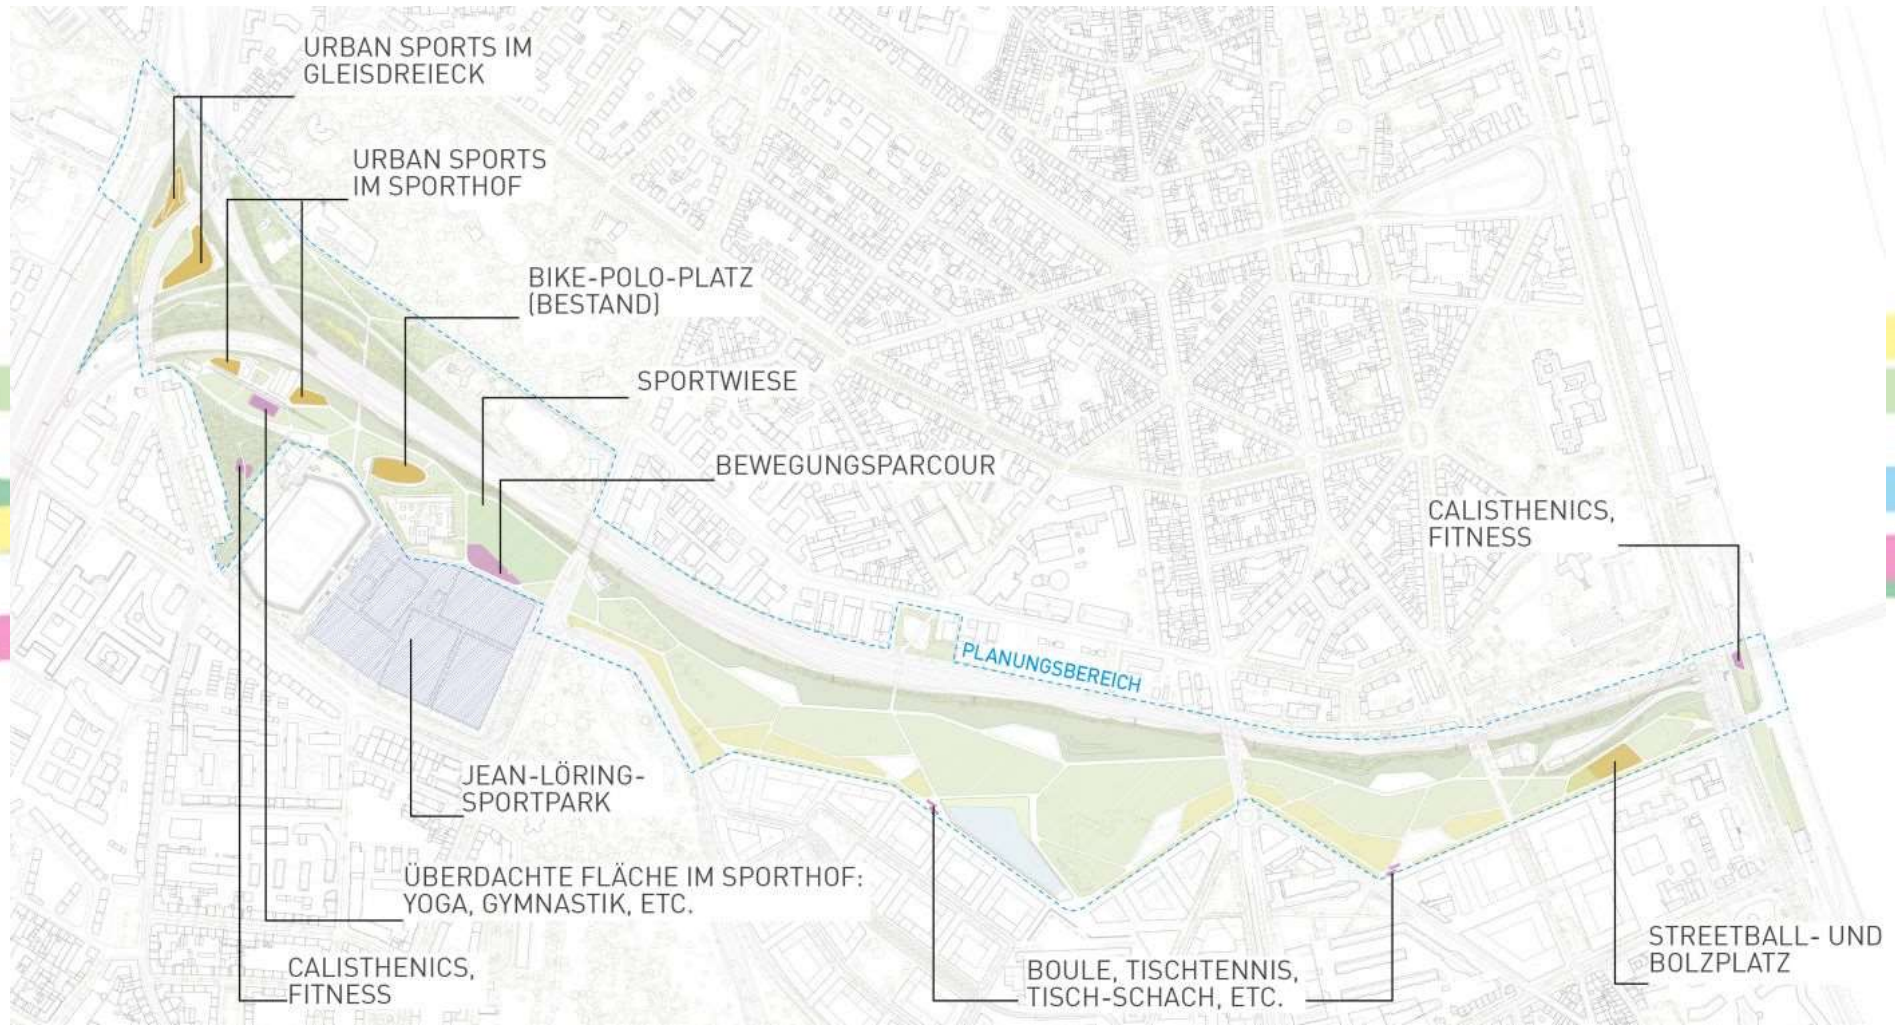 URBAN SPORTS IM
GLEISDREIECK
URBAN SPORTS
IM SPORTHOF
BIKE-POLO-PLATZ
(BESTAND)
SPORTWIESE
BEWEGUNGSPARCOUR
CALISTHENICS,
FITNESS
PLANUNGSBEREICH
JEAN-LÖRING-
SPORTPARK
ÜBERDACHTE FLÄCHE IM SPORTHOF:
YOGA, GYMNASTIK, ETC.
CALISTHENICS,
FITNESS
BOULE, TISCHTENNIS,
TISCH-SCHACH, ETC.
STREETBALL- UND
BOLZPLATZ